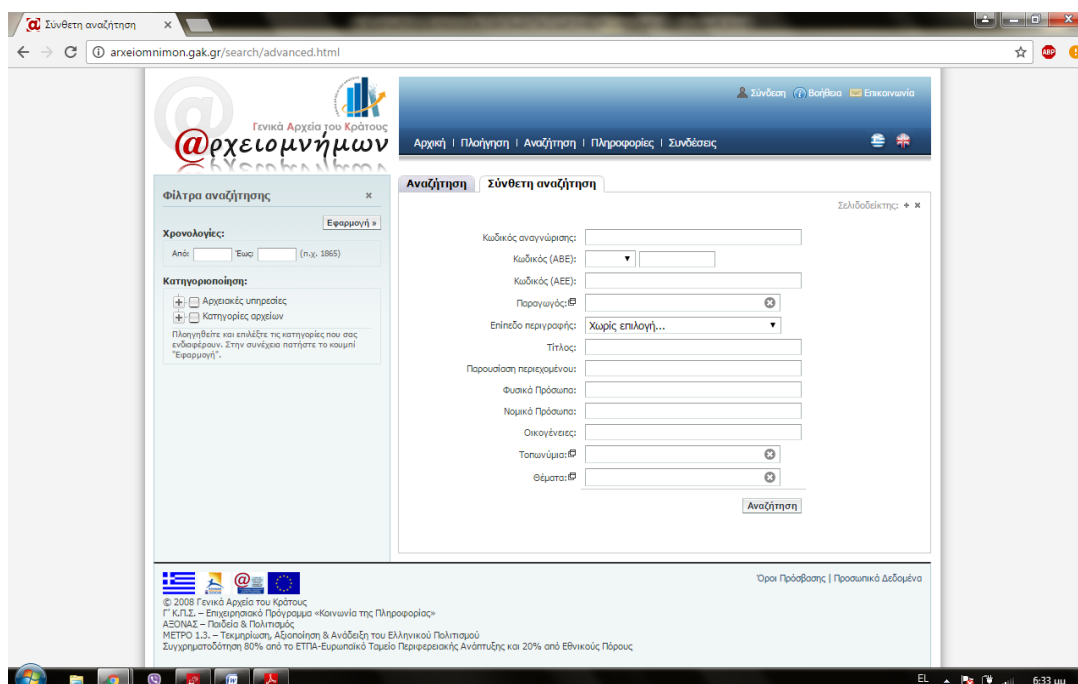 Σύνθετη αναζήτηση
arxeiomnimon.gak.gr/search/advanced.html
ABP
Σύνδεση Βοήθεια Επικοινωνία
Γενικά Αρχεία του Κράτους
@ρχειομνήμων
Αρχική | Πλοήγηση | Αναζήτηση | Πληροφορίες | Συνδέσεις
Αναζήτηση Σύνθετη αναζήτηση
Φίλτρα αναζήτησης
Σελιδοδείκτης:
Εφαρμογή »
Χρονολογίες:
Από: Έως: (π.χ. 1865)
Κατηγοριοποίηση:
Αρχειακές υπηρεσίες
Κατηγορίες αρχείων
Πλοηγηθείτε και επιλέξτε τις κατηγορίες που σας
ενδιαφέρουν. Στην συνέχεια πατήστε το κουμπί
"Εφαρμογή".
Κωδικός αναγνώρισης:
Κωδικός (ΑΒΕ):
Κωδικός (ΑΕΕ):
Παραγωγός:
Επίπεδο περιγραφής: Χωρίς επιλογή...
Τίτλος:
Παρουσίαση περιεχομένου:
Φυσικά Πρόσωπα:
Νομικά Πρόσωπα:
Οικογένειες:
Τοπωνύμια:
Θέματα:
Αναζήτηση
Όροι Πρόσβασης | Προσωπικά Δεδομένα
© 2008 Γενικά Αρχεία του Κράτους
Γ' Κ.Π.Σ. – Επιχειρησιακό Πρόγραμμα «Κοινωνία της Πληροφορίας»
ΑΞΟΝΑΣ – Παιδεία & Πολιτισμός
ΜΕΤΡΟ 1.3. – Τεκμηρίωση, Αξιοποίηση & Ανάδειξη του Ελληνικού Πολιτισμού
Συγχρηματοδότηση 80% από το ΕΤΠΑ-Ευρωπαϊκό Ταμείο Περιφερειακής Ανάπτυξης και 20% από Εθνικούς Πόρους
EL 6:33 μμ